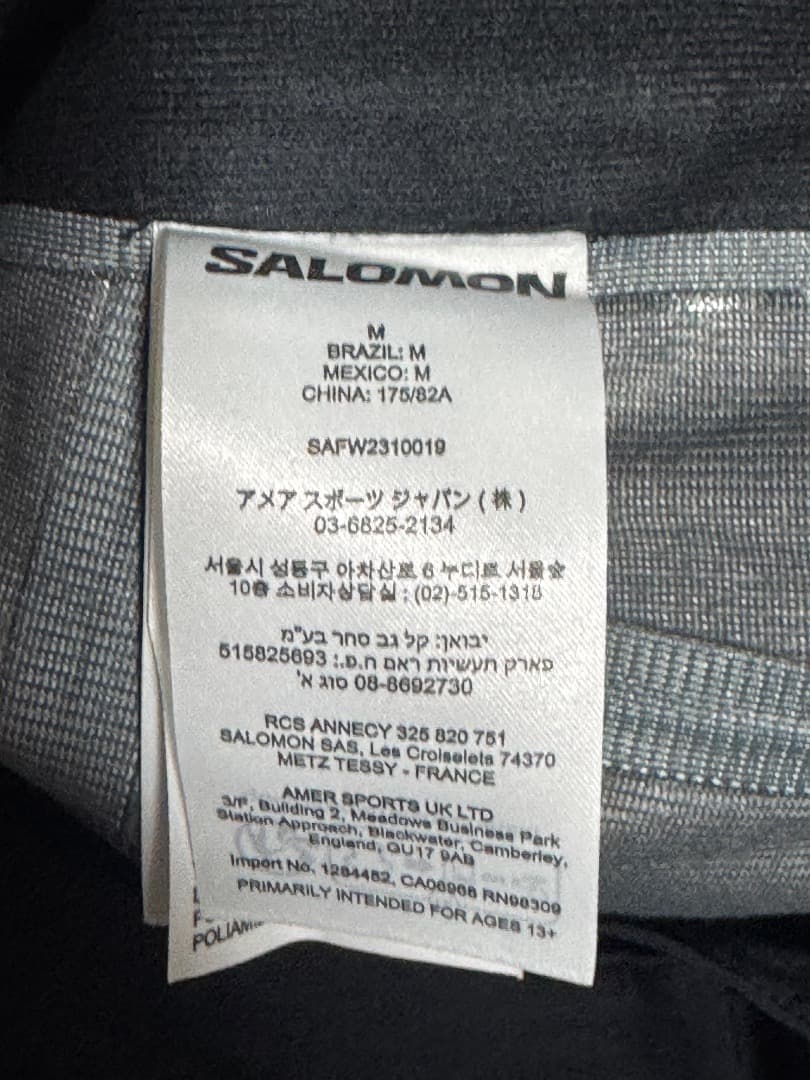 SALOMON
M
BRAZIL: M
MEXICO: M
CHINA: 175/82A
SAFW2310019
アメア スポーツ ジャパン ( 株 )
03-6825-2134
서울시 성동구 아차산로 6 누디트 서울숲
10층 소비자상담실 : (02)-515-1318
יבואן: קל גב סחר בע"מ
פארק תעשיות ראם ח.פ.: 515825693
08-8692730 סוג א'
RCS ANNECY 325 820 751
SALOMON SAS, Les Croiselets 74370
METZ TESSY - FRANCE
AMER SPORTS UK LTD
3/F, Building 2, Meadows Business Park
Station Approach, Blackwater, Camberley,
England, GU17 9AB
Import No. 1284482, CA06968 RN98309
PRIMARILY INTENDED FOR AGES 13+